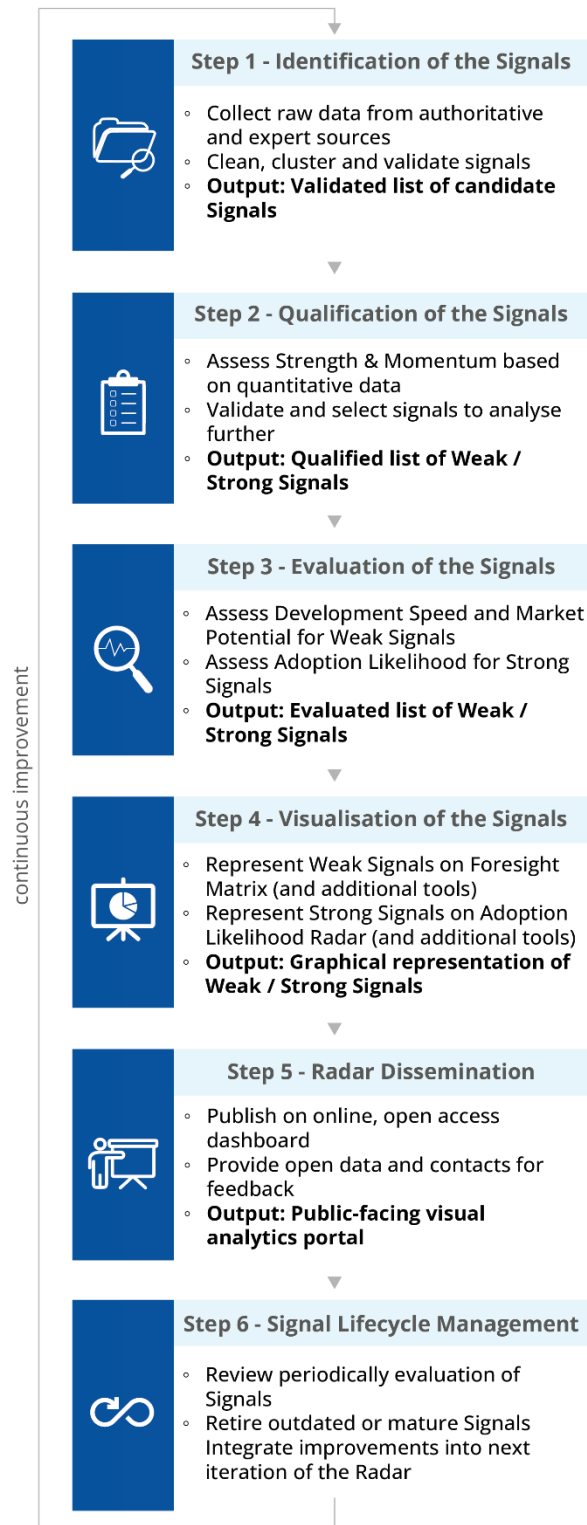 Step 1 - Identification of the Signals
◦ Collect raw data from authoritative
and expert sources
◦ Clean, cluster and validate signals
◦ Output: Validated list of candidate
Signals
Step 2 - Qualification of the Signals
◦ Assess Strength & Momentum based
on quantitative data
◦ Validate and select signals to analyse
further
◦ Output: Qualified list of Weak /
Strong Signals
Step 3 - Evaluation of the Signals
◦ Assess Development Speed and Market
Potential for Weak Signals
◦ Assess Adoption Likelihood for Strong
Signals
◦ Output: Evaluated list of Weak /
Strong Signals
continuous improvement
Step 4 - Visualisation of the Signals
◦ Represent Weak Signals on Foresight
Matrix (and additional tools)
◦ Represent Strong Signals on Adoption
Likelihood Radar (and additional tools)
◦ Output: Graphical representation of
Weak / Strong Signals
Step 5 - Radar Dissemination
◦ Publish on online, open access
dashboard
◦ Provide open data and contacts for
feedback
◦ Output: Public-facing visual
analytics portal
Step 6 - Signal Lifecycle Management
◦ Review periodically evaluation of
Signals
◦ Retire outdated or mature Signals
Integrate improvements into next
iteration of the Radar